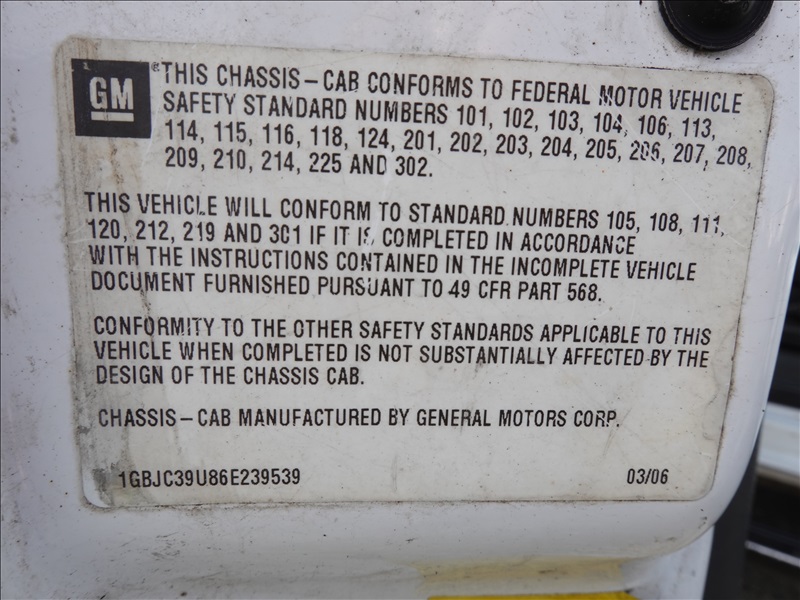 GM
®THIS CHASSIS-CAB CONFORMS TO FEDERAL MOTOR VEHICLE
SAFETY STANDARD NUMBERS 101, 102, 103, 104, 106, 113,
114, 115, 116, 118, 124, 201, 202, 203, 204, 205, 206, 207, 208,
209, 210, 214, 225 AND 302.
THIS VEHICLE WILL CONFORM TO STANDARD NUMBERS 105, 108, 111,
120, 212, 219 AND 301 IF IT IS COMPLETED IN ACCORDANCE
WITH THE INSTRUCTIONS CONTAINED IN THE INCOMPLETE VEHICLE
DOCUMENT FURNISHED PURSUANT TO 49 CFR PART 568.
CONFORMITY TO THE OTHER SAFETY STANDARDS APPLICABLE TO THIS
VEHICLE WHEN COMPLETED IS NOT SUBSTANTIALLY AFFECTED BY THE
DESIGN OF THE CHASSIS CAB.
CHASSIS-CAB MANUFACTURED BY GENERAL MOTORS CORP.
1GBJC39U86E239539 03/06